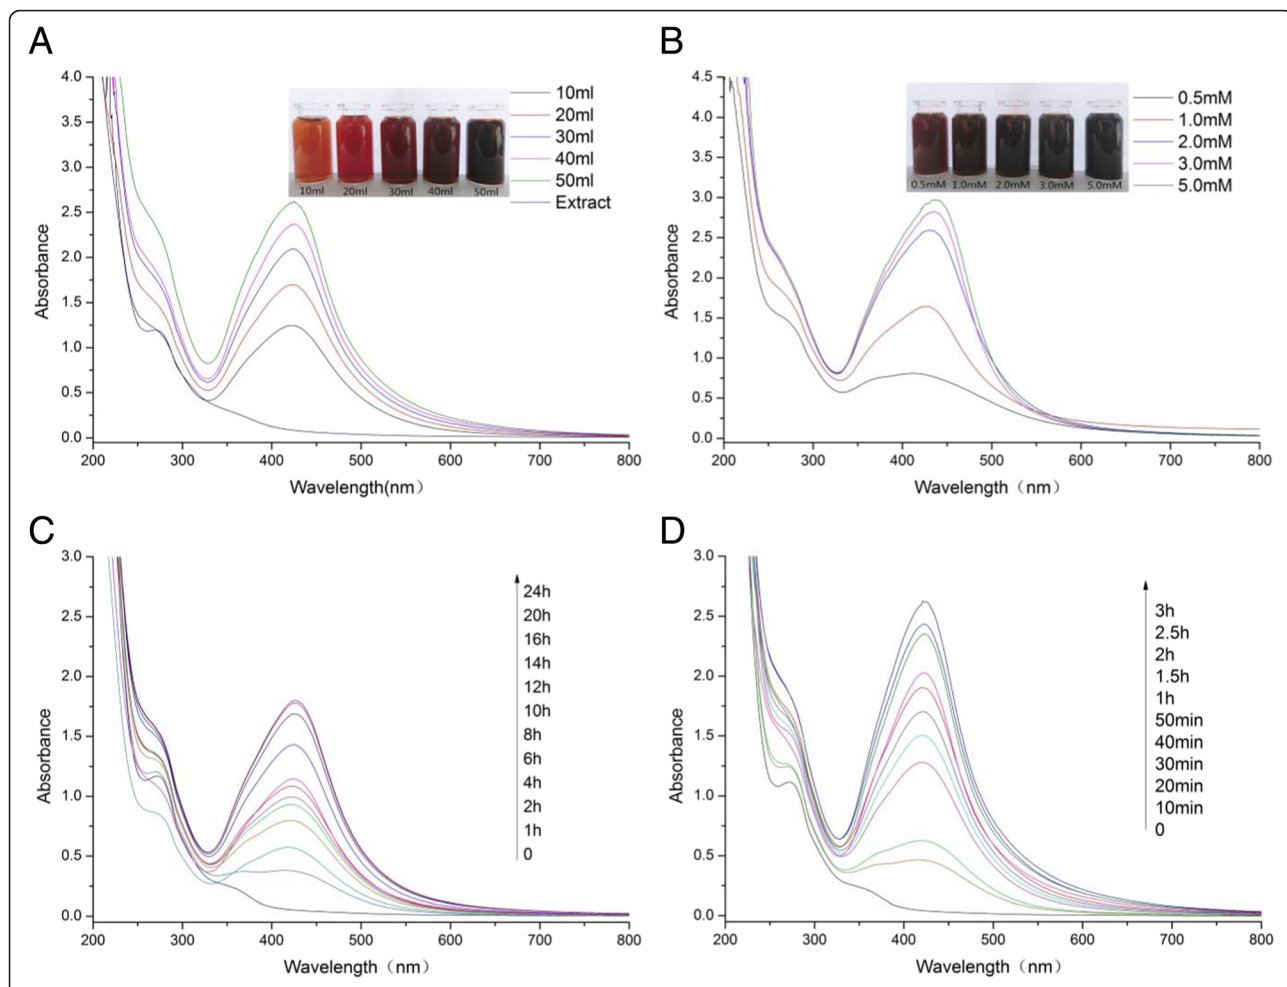 A
4.0
3.5
3.0
2.5
2.0
1.5
1.0
0.5
0.0
Absorbance
200 300 400 500 600 700 800
Wavelength(nm)
10ml 20ml 30ml 40ml 50ml
10ml
20ml
30ml
40ml
50ml
Extract
B
4.5
4.0
3.5
3.0
2.5
2.0
1.5
1.0
0.5
0.0
Absorbance
200 300 400 500 600 700 800
Wavelength（nm）
0.5mM 1.0mM 2.0mM 3.0mM 5.0mM
0.5mM
1.0mM
2.0mM
3.0mM
5.0mM
C
3.0
2.5
2.0
1.5
1.0
0.5
0.0
Absorbance
200 300 400 500 600 700 800
Wavelength（nm）
24h
20h
16h
14h
12h
10h
8h
6h
4h
2h
1h
0
D
3.0
2.5
2.0
1.5
1.0
0.5
0.0
Absorbance
200 300 400 500 600 700 800
Wavelength（nm）
3h
2.5h
2h
1.5h
1h
50min
40min
30min
20min
10min
0